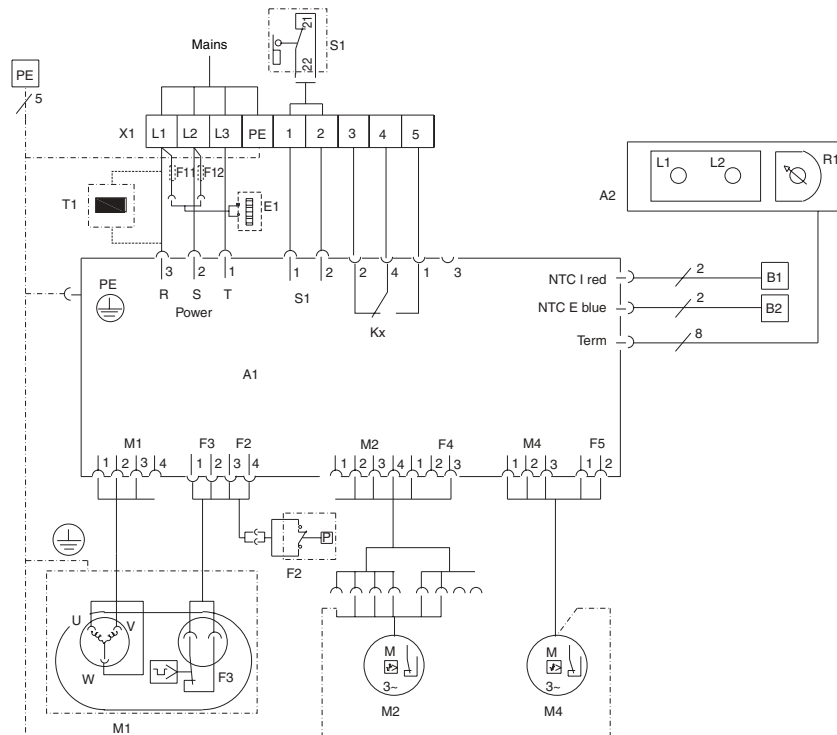 Mains
21
22
S1
PE
5
X1 L1 L2 L3 PE 1 2 3 4 5
F11 F12
T1
E1
L1 L2
R1
A2
3 2 1 1 2 2 4 1 3
PE
R S T S1
Power
Kx
NTC I red 2 B1
NTC E blue 2 B2
Term 8
A1
M1 F3 F2 M2 F4 M4 F5
1 2 3 4 1 2 3 4 1 2 3 4 1 2 3 1 2 3 1 2
P
F2
U V
W
F3
M
3~
M
3~
M1
M2
M4